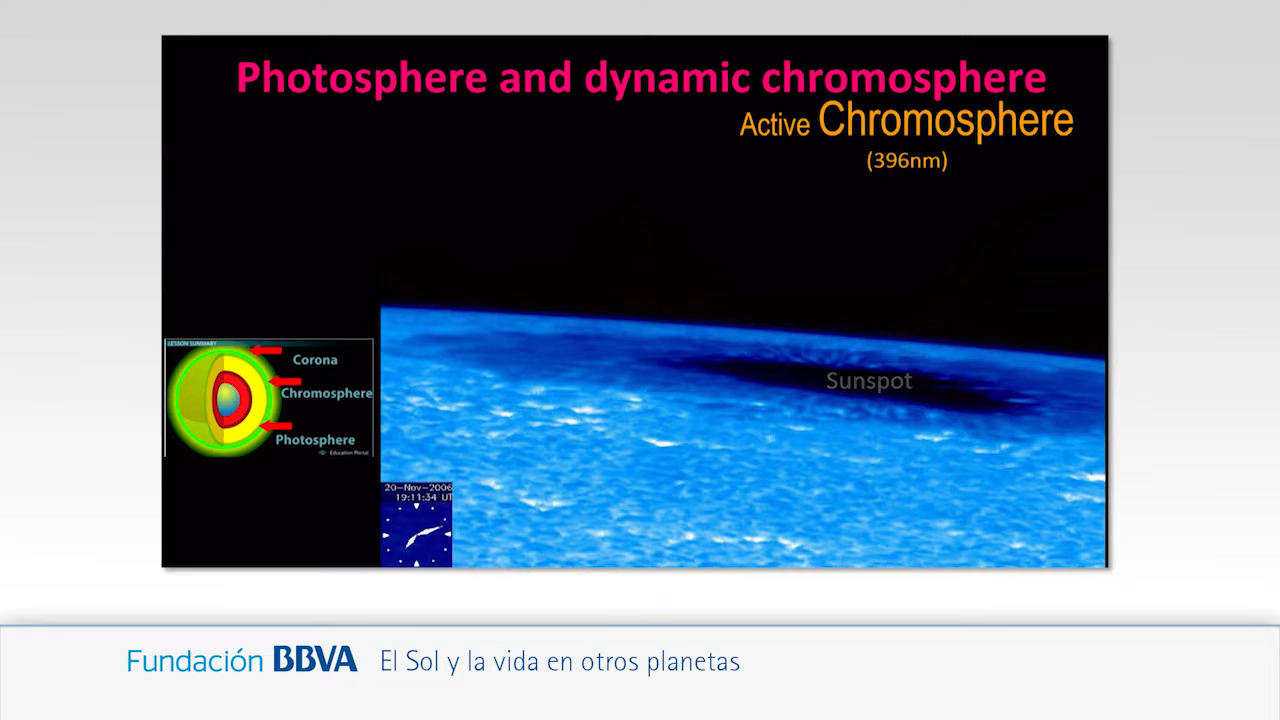 Photosphere and dynamic chromosphere
Active Chromosphere
(396nm)
Sunspot
LESSON SUMMARY
Corona
Chromosphere
Photosphere
Education Portal
20-Nov-2006
19:11:34 UT
Fundación BBVA El Sol y la vida en otros planetas